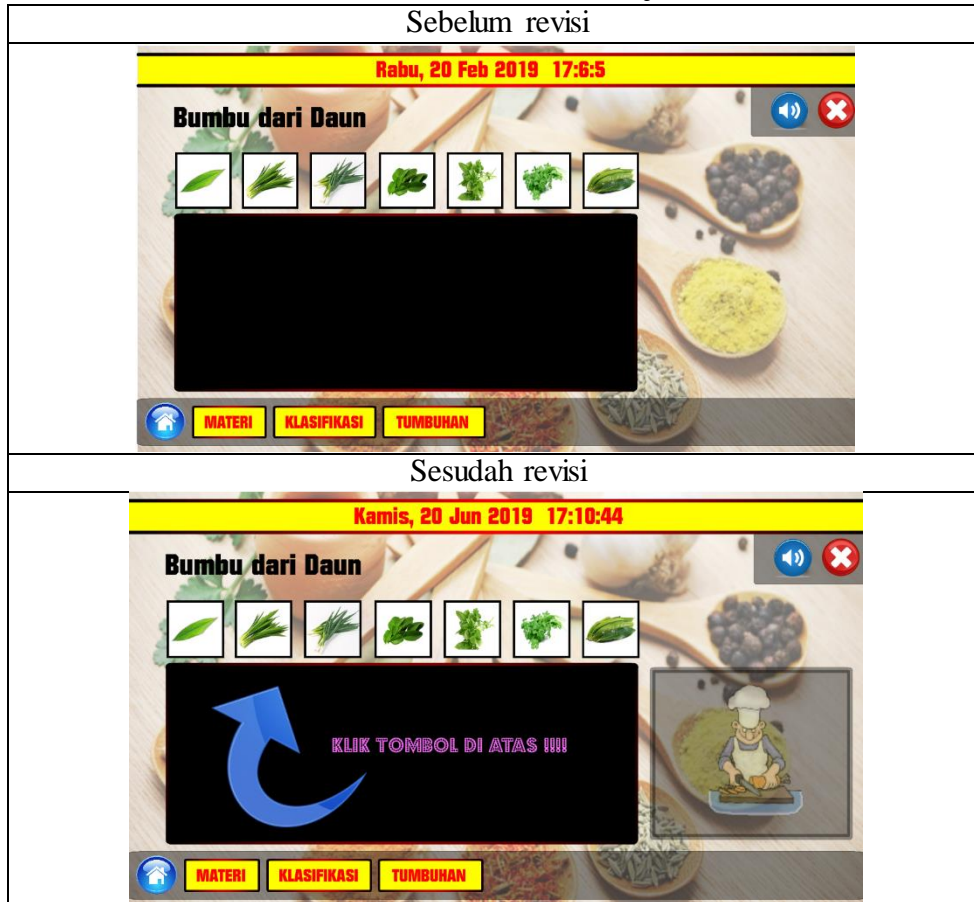 Sebelum revisi
Rabu, 20 Feb 2019 17:6:5
Bumbu dari Daun
MATERI KLASIFIKASI TUMBUHAN
Sesudah revisi
Kamis, 20 Jun 2019 17:10:44
Bumbu dari Daun
KLIK TOMBOL DI ATAS !!!!
MATERI KLASIFIKASI TUMBUHAN